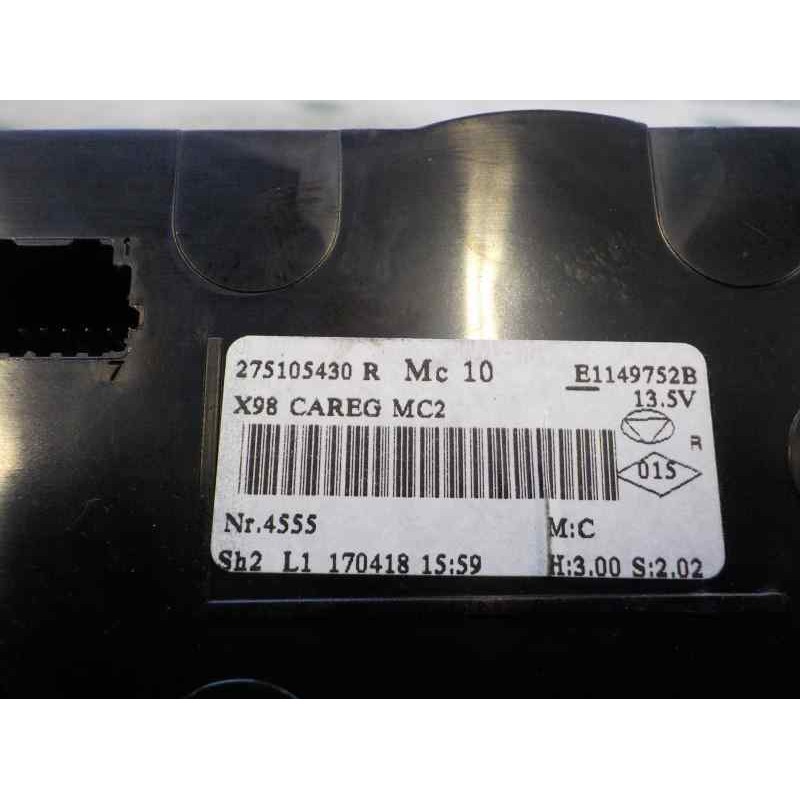 275105430 R Mc 10 E1149752B
X98 CAREG MC2 13.5V
R
015
Nr.4555 M:C
Sh2 L1 170418 15:59 H:3.00 S:2.02
1
7